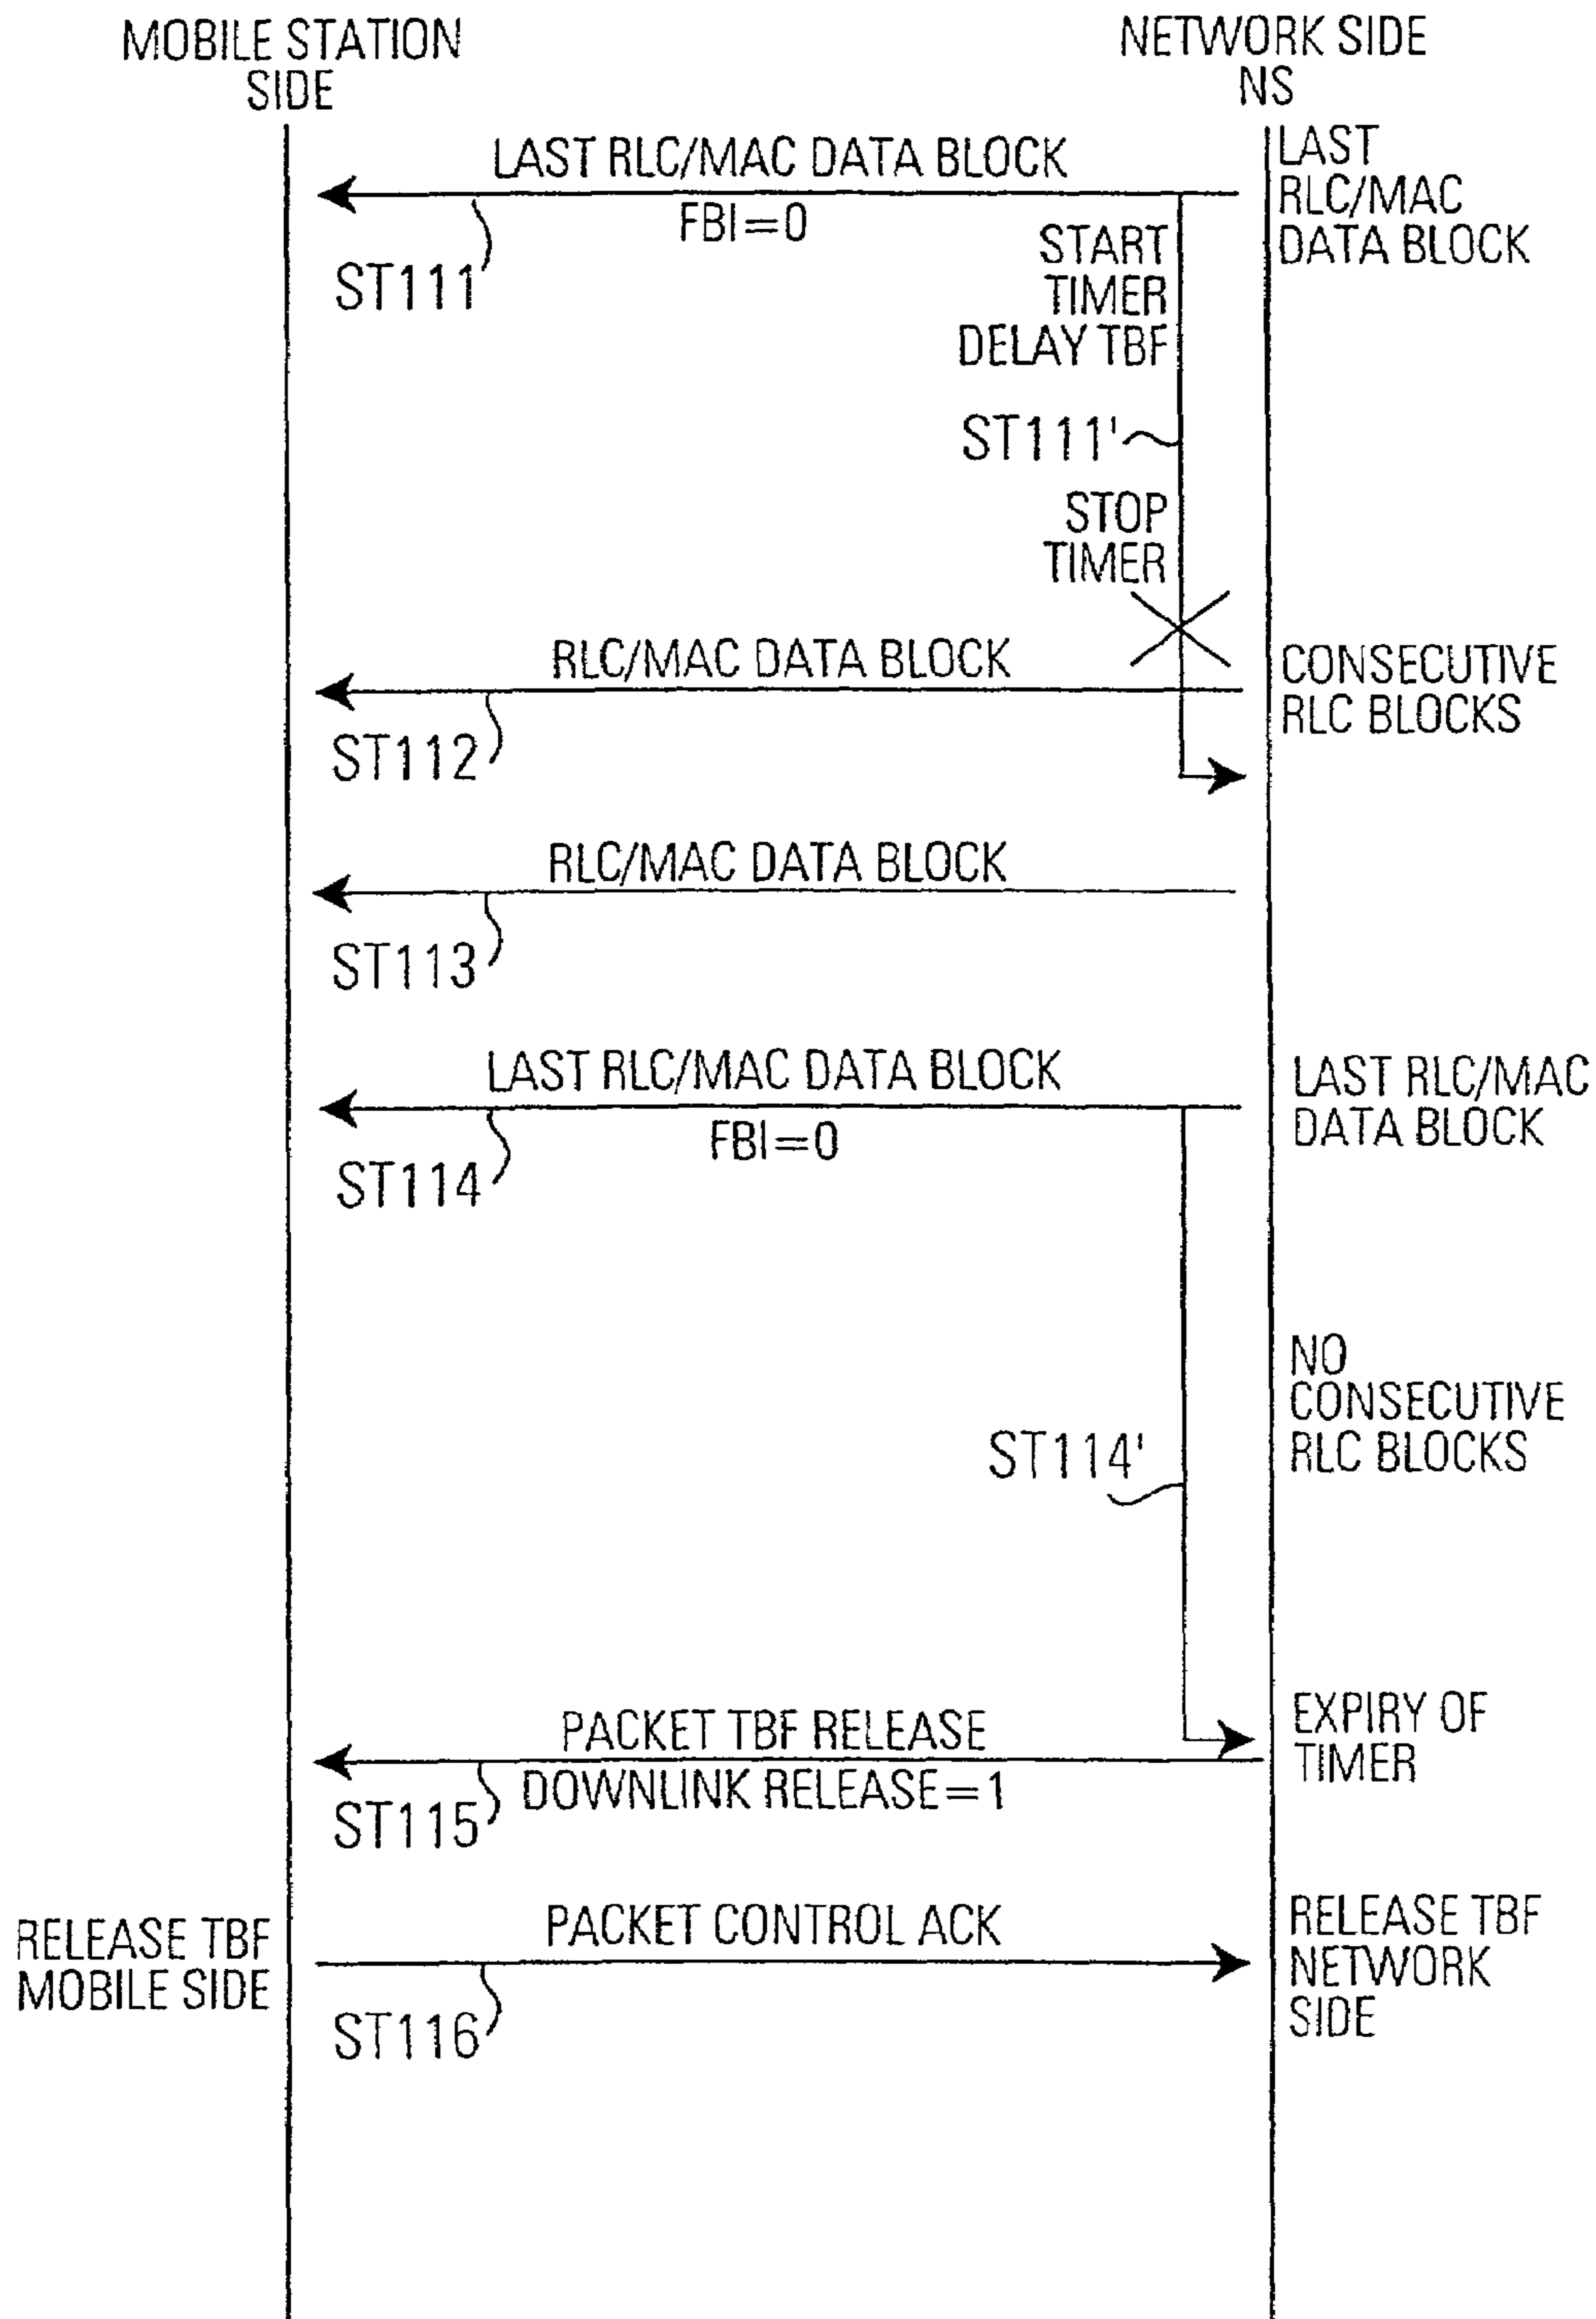 MOBILE STATION
SIDE
NETWORK SIDE
NS
LAST RLC/MAC DATA BLOCK
FBI=0
ST111
LAST
RLC/MAC
DATA BLOCK
START
TIMER
DELAY TBF
ST111'
STOP
TIMER
RLC/MAC DATA BLOCK
ST112
CONSECUTIVE
RLC BLOCKS
RLC/MAC DATA BLOCK
ST113
LAST RLC/MAC DATA BLOCK
FBI=0
ST114
LAST RLC/MAC
DATA BLOCK
NO
CONSECUTIVE
RLC BLOCKS
ST114'
EXPIRY OF
TIMER
PACKET TBF RELEASE
DOWNLINK RELEASE=1
ST115
RELEASE TBF
MOBILE SIDE
PACKET CONTROL ACK
ST116
RELEASE TBF
NETWORK
SIDE